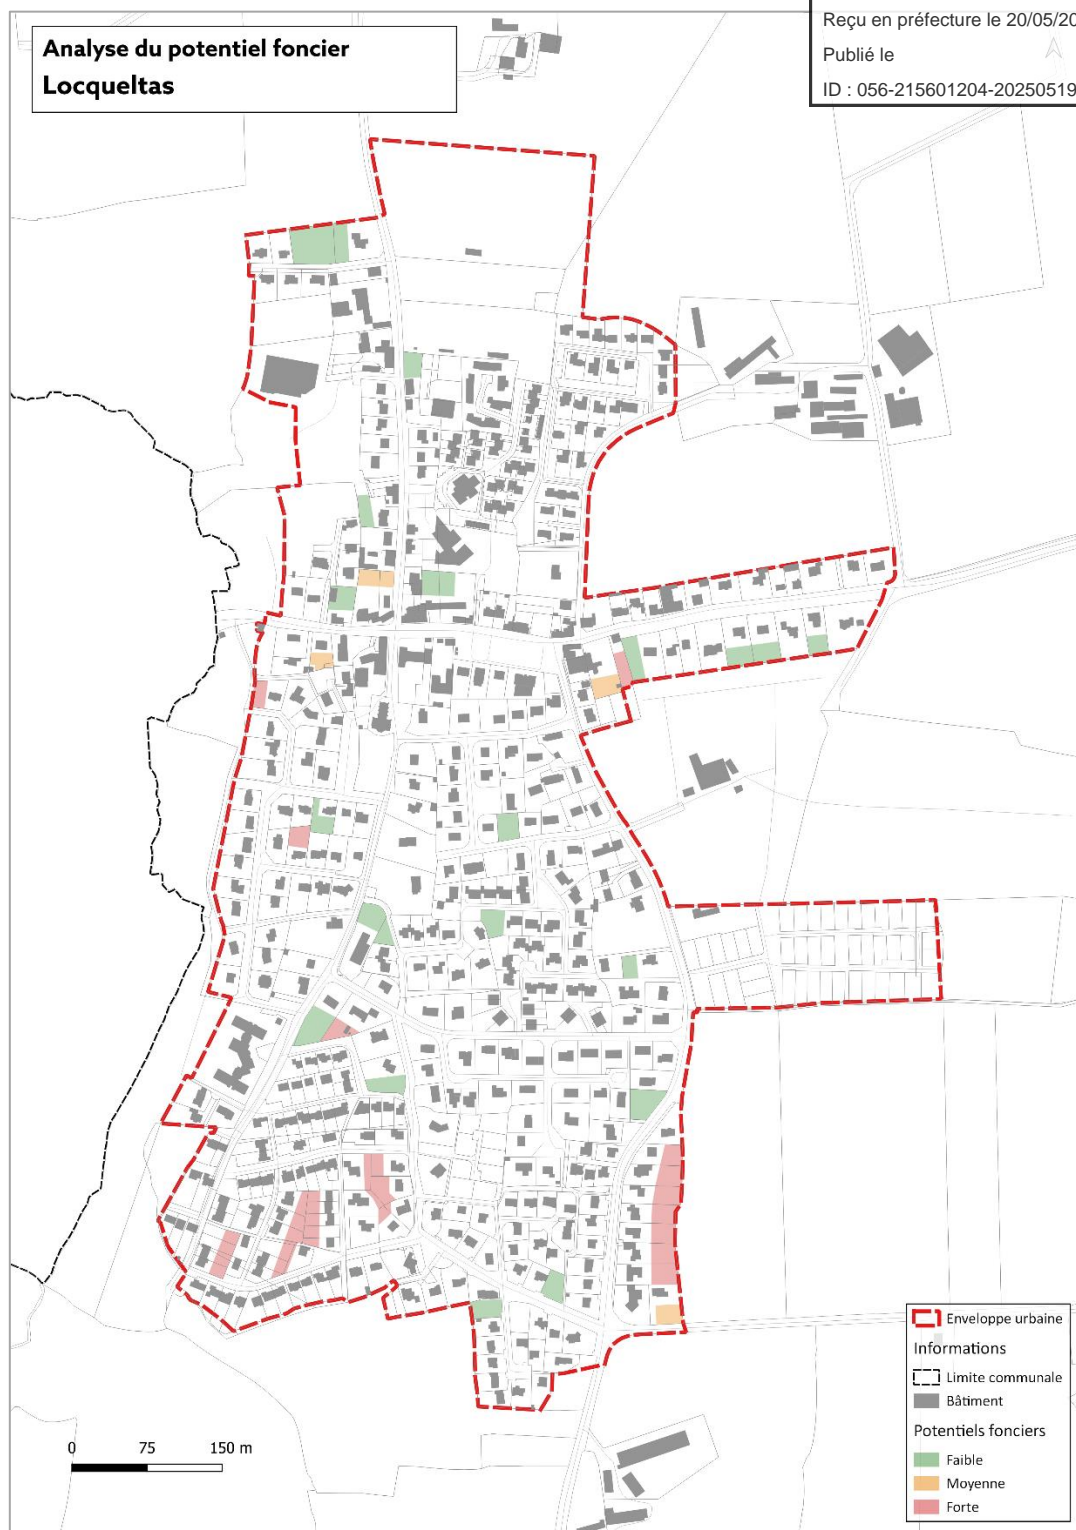 Analyse du potentiel foncier
Locqueltas
Reçu en préfecture le 20/05/20
Publié le
ID : 056-215601204-20250519
0 75 150 m
Enveloppe urbaine
Informations
Limite communale
Bâtiment
Potentiels fonciers
Faible
Moyenne
Forte